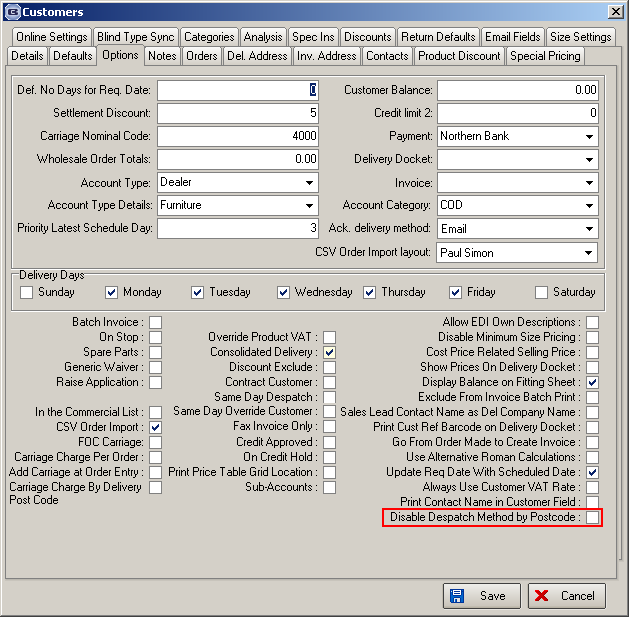 Customers
Online Settings Blind Type Sync Categories Analysis Spec Ins Discounts Return Defaults Email Fields Size Settings
Details Defaults Options Notes Orders Del. Address Inv. Address Contacts Product Discount Special Pricing
Def. No Days for Req. Date: 0 Customer Balance: 0.00
Settlement Discount: 5 Credit limit 2: 0
Carriage Nominal Code: 4000 Payment: Northern Bank
Wholesale Order Totals: 0.00 Delivery Docket:
Account Type: Dealer Invoice:
Account Type Details: Furniture Account Category: COD
Priority Latest Schedule Day: 3 Ack. delivery method: Email
CSV Order Import layout: Paul Simon
Delivery Days
Sunday Monday Tuesday Wednesday Thursday Friday Saturday
Batch Invoice : Allow EDI Own Descriptions :
On Stop : Override Product VAT : Disable Minimum Size Pricing :
Spare Parts : Consolidated Delivery : Cost Price Related Selling Price :
Generic Waiver : Discount Exclude : Show Prices On Delivery Docket :
Raise Application : Contract Customer : Display Balance on Fitting Sheet :
Same Day Despatch : Exclude From Invoice Batch Print :
In the Commercial List : Same Day Override Customer : Sales Lead Contact Name as Del Company Name :
CSV Order Import : Fax Invoice Only : Print Cust Ref Barcode on Delivery Docket :
FOC Carriage: Credit Approved : Go From Order Made to Create Invoice :
Carriage Charge Per Order : On Credit Hold : Use Alternative Roman Calculations :
Add Carriage at Order Entry : Print Price Table Grid Location : Update Req Date With Scheduled Date :
Carriage Charge By Delivery Sub-Accounts : Always Use Customer VAT Rate :
Post Code Print Contact Name in Customer Field :
Disable Despatch Method by Postcode :
Save Cancel